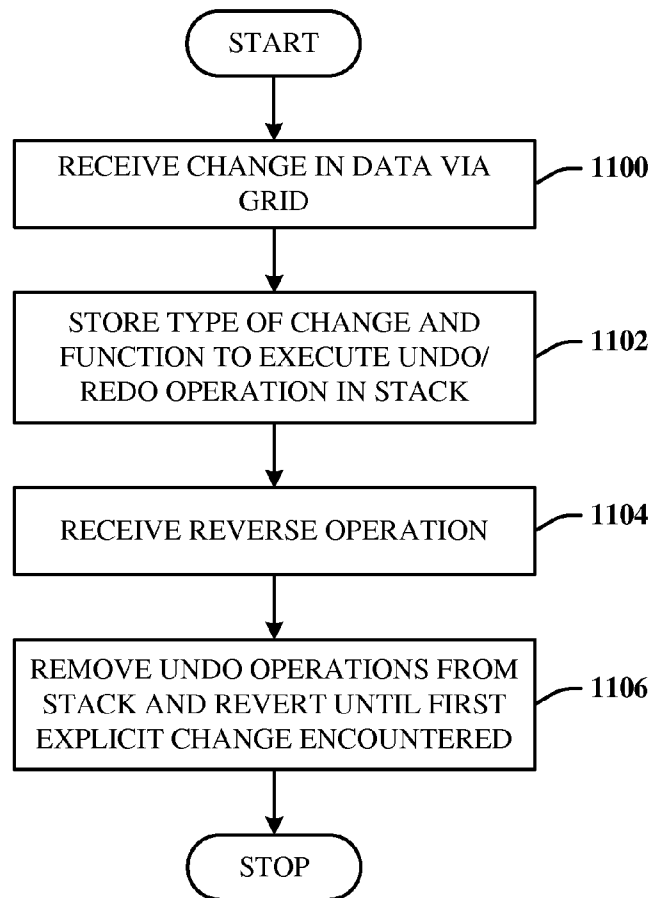 START
RECEIVE CHANGE IN DATA VIA
GRID
1100
STORE TYPE OF CHANGE AND
FUNCTION TO EXECUTE UNDO/
REDO OPERATION IN STACK
1102
RECEIVE REVERSE OPERATION
1104
REMOVE UNDO OPERATIONS FROM
STACK AND REVERT UNTIL FIRST
EXPLICIT CHANGE ENCOUNTERED
1106
STOP